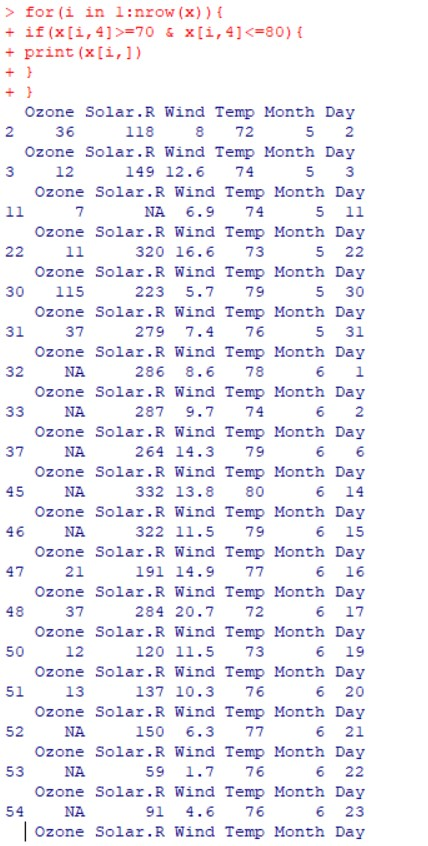 > for(i in 1:nrow(x)){
+ if(x[i,4]>=70 & x[i,4]<=80){
+ print(x[i,])
+ }
+ }
  Ozone Solar.R Wind Temp Month Day
2    36     118    8   72     5   2
  Ozone Solar.R Wind Temp Month Day
3    12     149 12.6   74     5   3
   Ozone Solar.R Wind Temp Month Day
11     7      NA  6.9   74     5  11
   Ozone Solar.R Wind Temp Month Day
22    11     320 16.6   73     5  22
   Ozone Solar.R Wind Temp Month Day
30   115     223  5.7   79     5  30
   Ozone Solar.R Wind Temp Month Day
31    37     279  7.4   76     5  31
   Ozone Solar.R Wind Temp Month Day
32    NA     286  8.6   78     6   1
   Ozone Solar.R Wind Temp Month Day
33    NA     287  9.7   74     6   2
   Ozone Solar.R Wind Temp Month Day
37    NA     264 14.3   79     6   6
   Ozone Solar.R Wind Temp Month Day
45    NA     332 13.8   80     6  14
   Ozone Solar.R Wind Temp Month Day
46    NA     322 11.5   79     6  15
   Ozone Solar.R Wind Temp Month Day
47    21     191 14.9   77     6  16
   Ozone Solar.R Wind Temp Month Day
48    37     284 20.7   72     6  17
   Ozone Solar.R Wind Temp Month Day
50    12     120 11.5   73     6  19
   Ozone Solar.R Wind Temp Month Day
51    13     137 10.3   76     6  20
   Ozone Solar.R Wind Temp Month Day
52    NA     150  6.3   77     6  21
   Ozone Solar.R Wind Temp Month Day
53    NA      59  1.7   76     6  22
   Ozone Solar.R Wind Temp Month Day
54    NA      91  4.6   76     6  23
   Ozone Solar.R Wind Temp Month Day